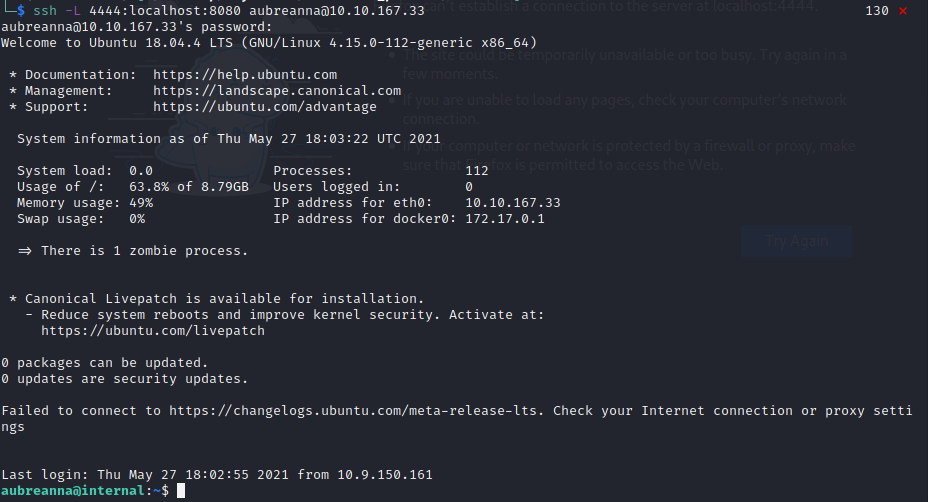 can't establish a connection to the server at localhost:4444.
└─$ ssh -L 4444:localhost:8080 aubreanna@10.10.167.33 130 ⨯
aubreanna@10.10.167.33's password:
Welcome to Ubuntu 18.04.4 LTS (GNU/Linux 4.15.0-112-generic x86_64)
The site could be temporarily unavailable or too busy. Try again in a
few moments.
 * Documentation:  https://help.ubuntu.com
 * Management:     https://landscape.canonical.com
 * Support:        https://ubuntu.com/advantage
If you are unable to load any pages, check your computer's network
connection.
  System information as of Thu May 27 18:03:22 UTC 2021
If your computer or network is protected by a firewall or proxy, make
sure that Firefox is permitted to access the Web.
  System load:  0.0                Processes:              112
  Usage of /:   63.8% of 8.79GB   Users logged in:        0
  Memory usage: 49%                IP address for eth0:    10.10.167.33
  Swap usage:   0%                 IP address for docker0: 172.17.0.1
Try Again
  => There is 1 zombie process.
 * Canonical Livepatch is available for installation.
   - Reduce system reboots and improve kernel security. Activate at:
     https://ubuntu.com/livepatch
0 packages can be updated.
0 updates are security updates.
Failed to connect to https://changelogs.ubuntu.com/meta-release-lts. Check your Internet connection or proxy setti
ngs
Last login: Thu May 27 18:02:55 2021 from 10.9.150.161
aubreanna@internal:~$